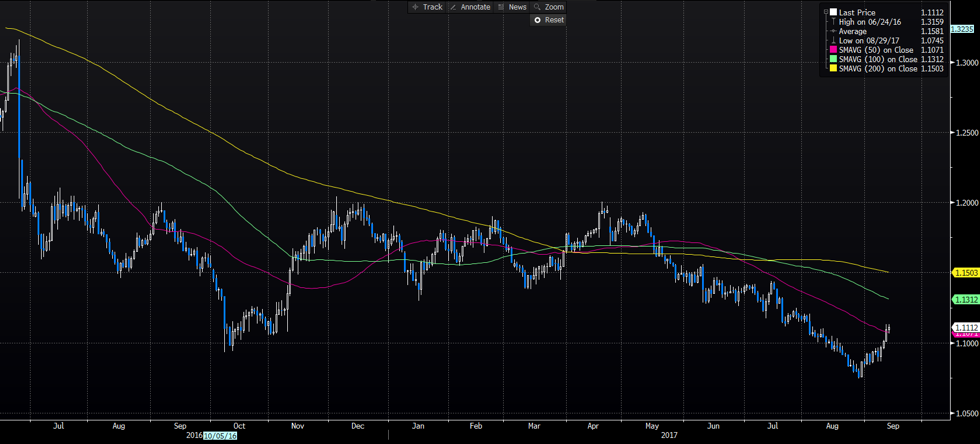 Track Annotate News Zoom
Reset
Last Price 1.1112
High on 06/24/16 1.3159
Average 1.1581
Low on 08/29/17 1.0745
SMAVG (50) on Close 1.1071
SMAVG (100) on Close 1.1312
SMAVG (200) on Close 1.1503
1.3235
1.3000
1.2500
1.2000
1.1503
1.1312
1.1112
1.1071
1.1000
1.0500
Jul Aug Sep Oct Nov Dec Jan Feb Mar Apr May Jun Jul Aug Sep
2016 10/05/16 2017